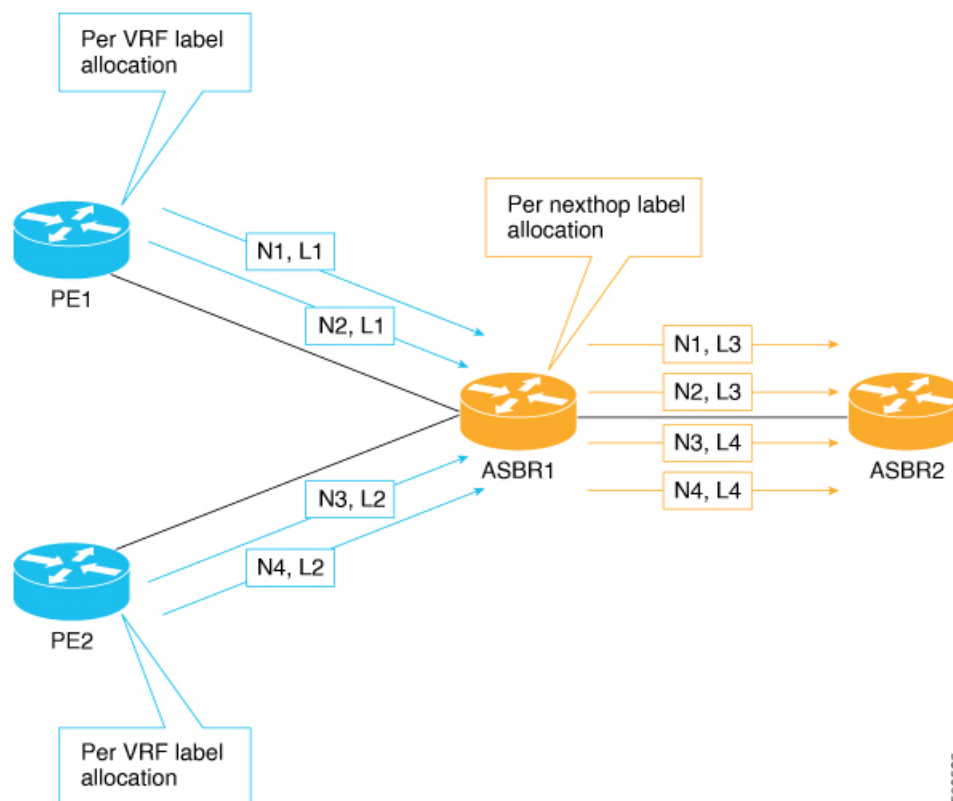 Per VRF label
allocation
PE1
N1, L1
N2, L1
Per nexthop label
allocation
N1, L3
N2, L3
ASBR1
N3, L4
ASBR2
N4, L4
N3, L2
N4, L2
PE2
Per VRF label
allocation